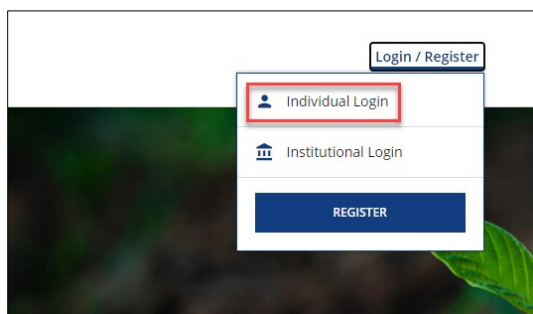 Login / Register
Individual Login
Institutional Login
REGISTER